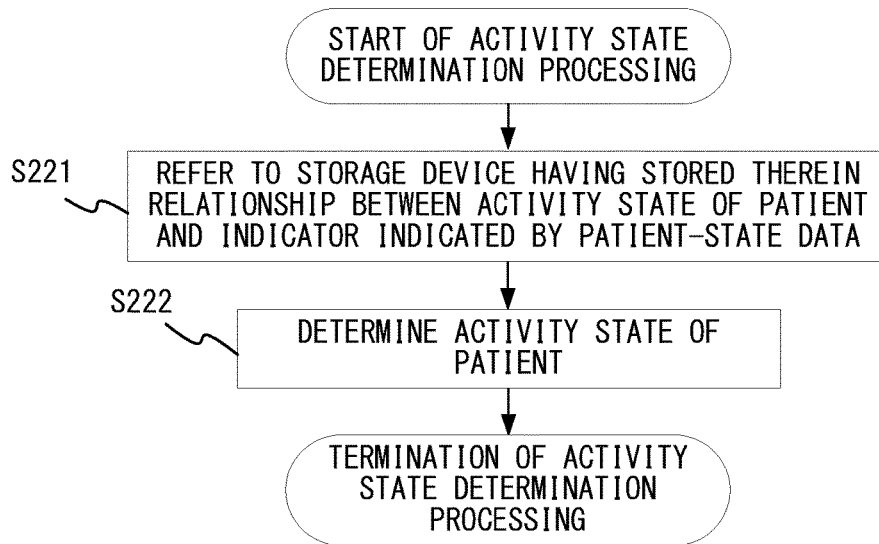 START OF ACTIVITY STATE
DETERMINATION PROCESSING
S221
REFER TO STORAGE DEVICE HAVING STORED THEREIN
RELATIONSHIP BETWEEN ACTIVITY STATE OF PATIENT
AND INDICATOR INDICATED BY PATIENT-STATE DATA
S222
DETERMINE ACTIVITY STATE OF
PATIENT
TERMINATION OF ACTIVITY
STATE DETERMINATION
PROCESSING